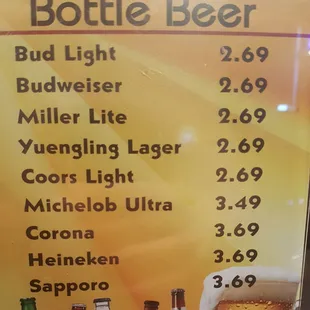 Bottle Beer
Bud Light 2.69
Budweiser 2.69
Miller Lite 2.69
Yuengling Lager 2.69
Coors Light 2.69
Michelob Ultra 3.49
Corona 3.69
Heineken 3.69
Sapporo 3.69